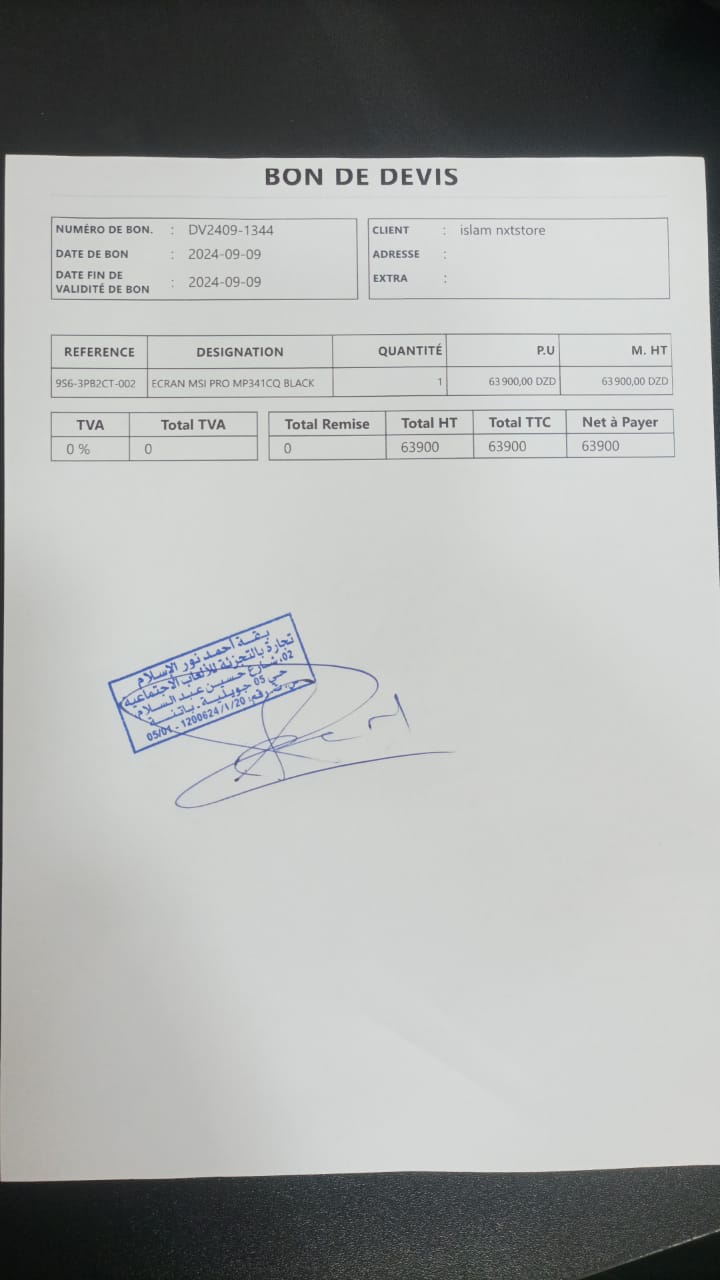 BON DE DEVIS
NUMÉRO DE BON. : DV2409-1344
DATE DE BON : 2024-09-09
DATE FIN DE
VALIDITÉ DE BON : 2024-09-09
CLIENT : islam nxtstore
ADRESSE :
EXTRA :
REFERENCE DESIGNATION QUANTITÉ P.U M. HT
9S6-3PB2CT-002 ECRAN MSI PRO MP341CQ BLACK 1 63 900,00 DZD 63 900,00 DZD
TVA Total TVA
0 % 0
Total Remise Total HT Total TTC Net à Payer
0 63900 63900 63900
بقة أحمد نور الإسلام
تجارة بالتجزئة للألعاب الاجتماعية
02، شارع حسين عبد السلام
حي 05 جويلية - باتنة
05/01 - 1200624/1/20